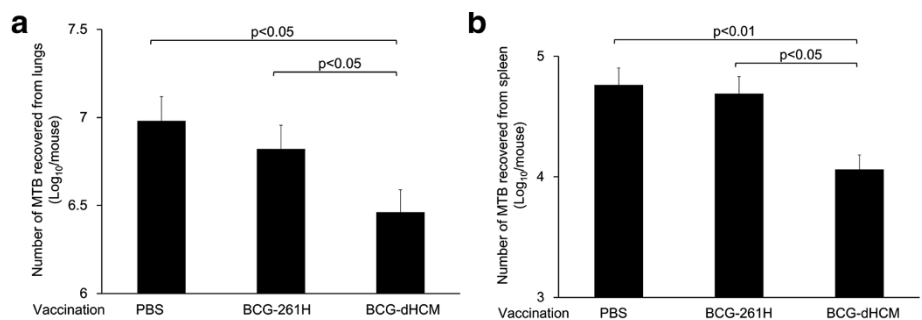 a
p<0.05
p<0.05
Number of MTB recovered from lungs
(Log10/mouse)
7.5
7
6.5
6
Vaccination PBS BCG-261H BCG-dHCM
b
p<0.01
p<0.05
Number of MTB recovered from spleen
(Log10/mouse)
5
4
3
Vaccination PBS BCG-261H BCG-dHCM